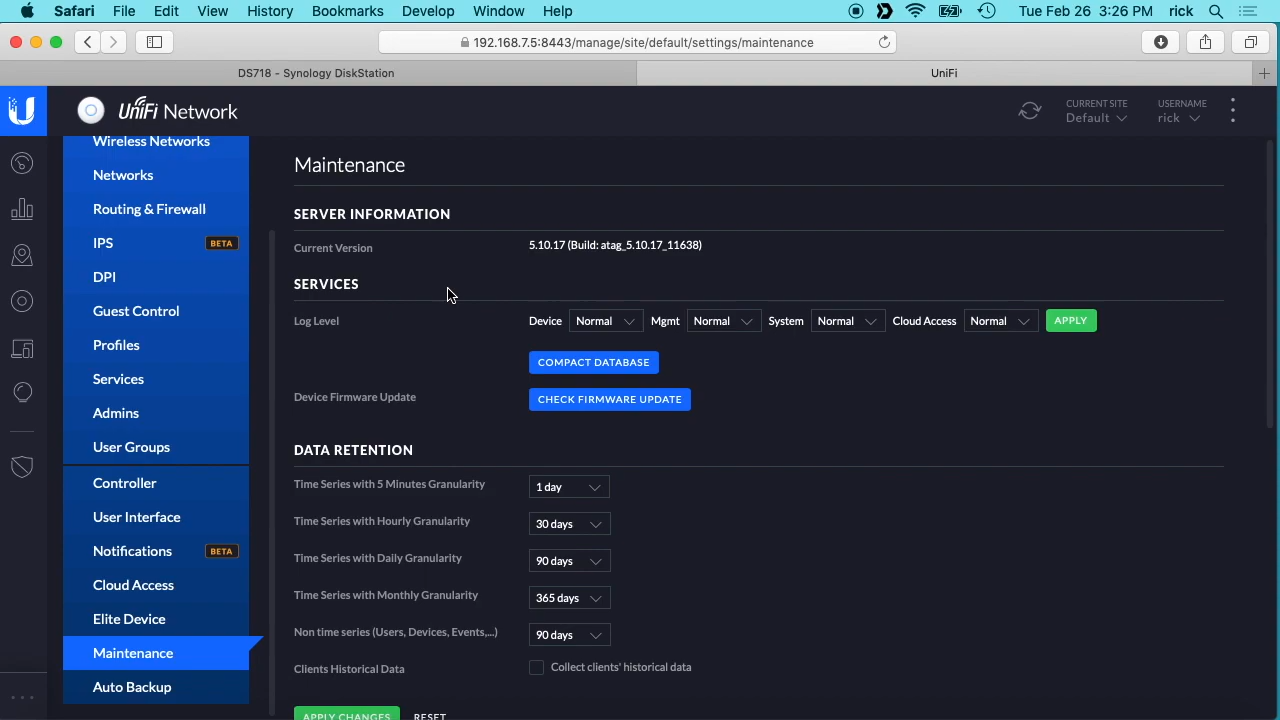 Safari File Edit View History Bookmarks Develop Window Help Tue Feb 26 3:26 PM rick
192.168.7.5:8443/manage/site/default/settings/maintenance
DS718 - Synology DiskStation UniFi
UniFi Network
CURRENT SITE
Default
USERNAME
rick
Wireless Networks
Networks
Routing & Firewall
IPS BETA
DPI
Guest Control
Profiles
Services
Admins
User Groups
Controller
User Interface
Notifications BETA
Cloud Access
Elite Device
Maintenance
Auto Backup
Maintenance
SERVER INFORMATION
Current Version 5.10.17 (Build: atag_5.10.17_11638)
SERVICES
Log Level Device Normal Mgmt Normal System Normal Cloud Access Normal APPLY
COMPACT DATABASE
Device Firmware Update CHECK FIRMWARE UPDATE
DATA RETENTION
Time Series with 5 Minutes Granularity 1 day
Time Series with Hourly Granularity 30 days
Time Series with Daily Granularity 90 days
Time Series with Monthly Granularity 365 days
Non time series (Users, Devices, Events,...) 90 days
Clients Historical Data Collect clients' historical data
APPLY CHANGES RESET